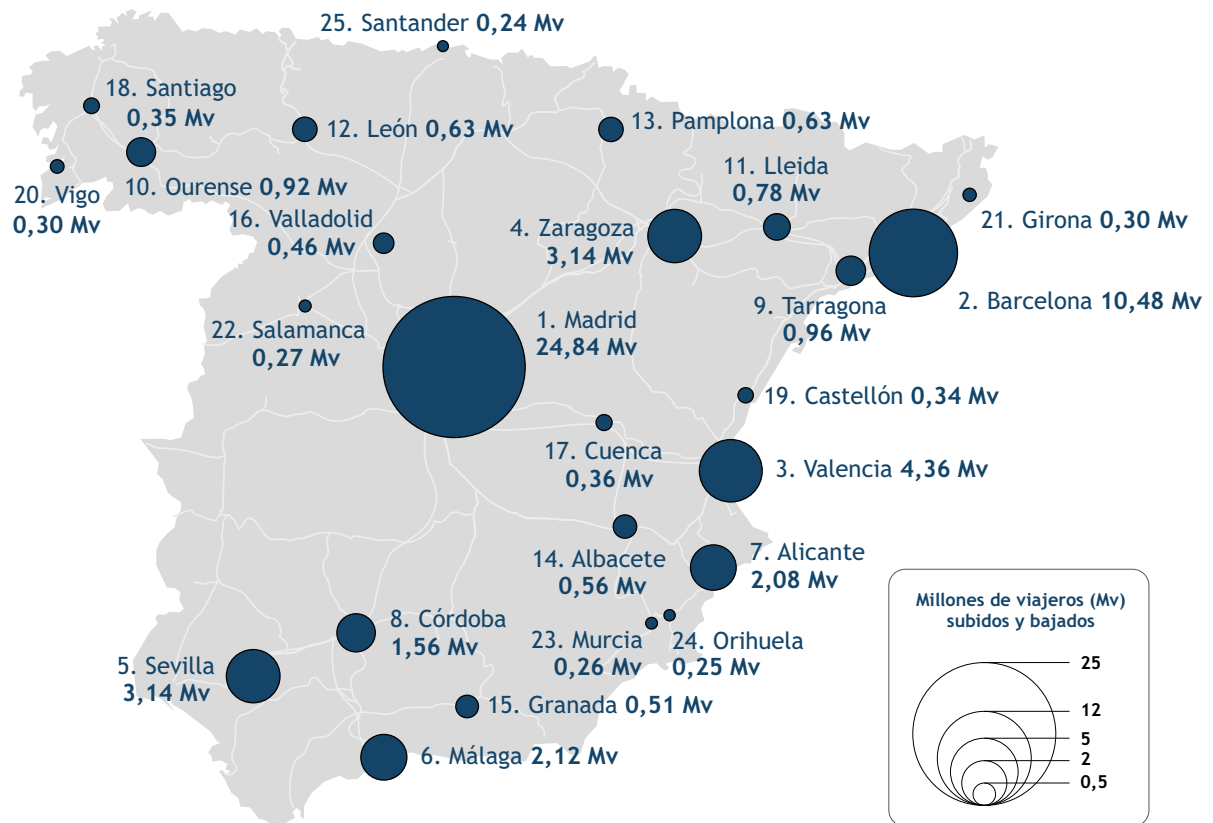 25. Santander 0,24 Mv
18. Santiago
0,35 Mv
12. León 0,63 Mv
13. Pamplona 0,63 Mv
11. Lleida
0,78 Mv
20. Vigo
0,30 Mv
10. Ourense 0,92 Mv
16. Valladolid
0,46 Mv
4. Zaragoza
3,14 Mv
21. Girona 0,30 Mv
9. Tarragona
0,96 Mv
2. Barcelona 10,48 Mv
22. Salamanca
0,27 Mv
1. Madrid
24,84 Mv
19. Castellón 0,34 Mv
17. Cuenca
0,36 Mv
3. Valencia 4,36 Mv
14. Albacete
0,56 Mv
7. Alicante
2,08 Mv
8. Córdoba
1,56 Mv
23. Murcia
0,26 Mv
24. Orihuela
0,25 Mv
5. Sevilla
3,14 Mv
15. Granada 0,51 Mv
6. Málaga 2,12 Mv
Millones de viajeros (Mv)
subidos y bajados
25
12
5
2
0,5